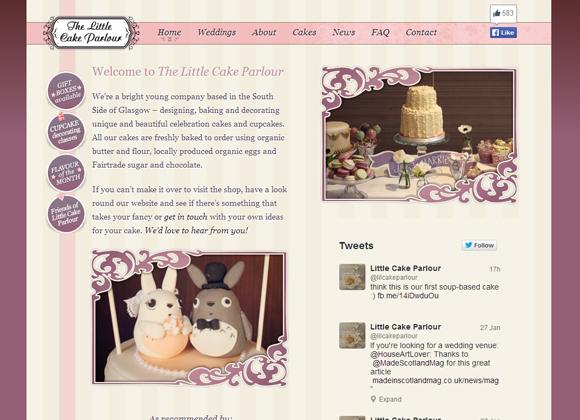 583
Like
The Little
Cake Parlour
Home Weddings About Cakes News FAQ Contact
GIFT
BOXES
available
CUPCAKE
decorating
classes
FLAVOUR
of the
MONTH
Friends of
Little Cake
Parlour
Welcome to The Little Cake Parlour
We're a bright young company based in the South
Side of Glasgow – designing, baking and decorating
unique and beautiful celebration cakes and cupcakes.
All our cakes are freshly baked to order using organic
butter and flour, locally produced organic eggs and
Fairtrade sugar and chocolate.
If you can't make it over to visit the shop, have a look
round our website and see if there's something that
takes your fancy or get in touch with your own ideas
for your cake. We'd love to hear from you!
As recommended by:
MARRIED
Tweets
Follow
Little Cake Parlour 17h
@lilcakeparlour
think this is our first soup-based cake
:) fb.me/14iDwduOu
Little Cake Parlour 27 Jan
@lilcakeparlour
If you're looking for a wedding venue:
@HouseArtLover: Thanks to
@MadeScotlandMag for this great
article
madeinscotlandmag.co.uk/news/mag
"
Expand
Little Cake Parlour 27 Jan